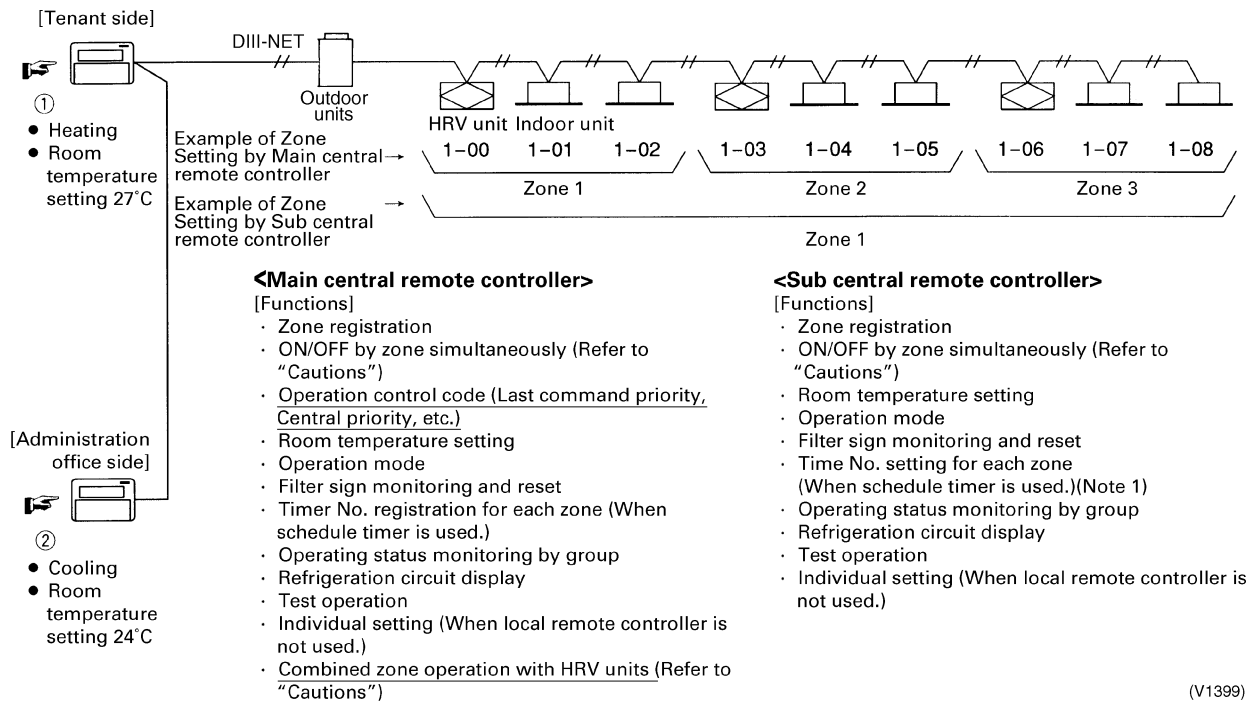 [Tenant side]
DIII-NET
①
● Heating
● Room
temperature
setting 27°C
Outdoor
units
HRV unit Indoor unit
Example of Zone
Setting by Main central →
remote controller
1-00 1-01 1-02 1-03 1-04 1-05 1-06 1-07 1-08
Zone 1 Zone 2 Zone 3
Example of Zone →
Setting by Sub central
remote controller
Zone 1
[Administration
office side]
②
● Cooling
● Room
temperature
setting 24°C
<Main central remote controller>
[Functions]
· Zone registration
· ON/OFF by zone simultaneously (Refer to
“Cautions”)
· Operation control code (Last command priority,
Central priority, etc.)
· Room temperature setting
· Operation mode
· Filter sign monitoring and reset
· Timer No. registration for each zone (When
schedule timer is used.)
· Operating status monitoring by group
· Refrigeration circuit display
· Test operation
· Individual setting (When local remote controller is
not used.)
· Combined zone operation with HRV units (Refer to
“Cautions”)
<Sub central remote controller>
[Functions]
· Zone registration
· ON/OFF by zone simultaneously (Refer to
“Cautions”)
· Room temperature setting
· Operation mode
· Filter sign monitoring and reset
· Time No. setting for each zone
(When schedule timer is used.)(Note 1)
· Operating status monitoring by group
· Refrigeration circuit display
· Test operation
· Individual setting (When local remote controller is
not used.)
(V1399)